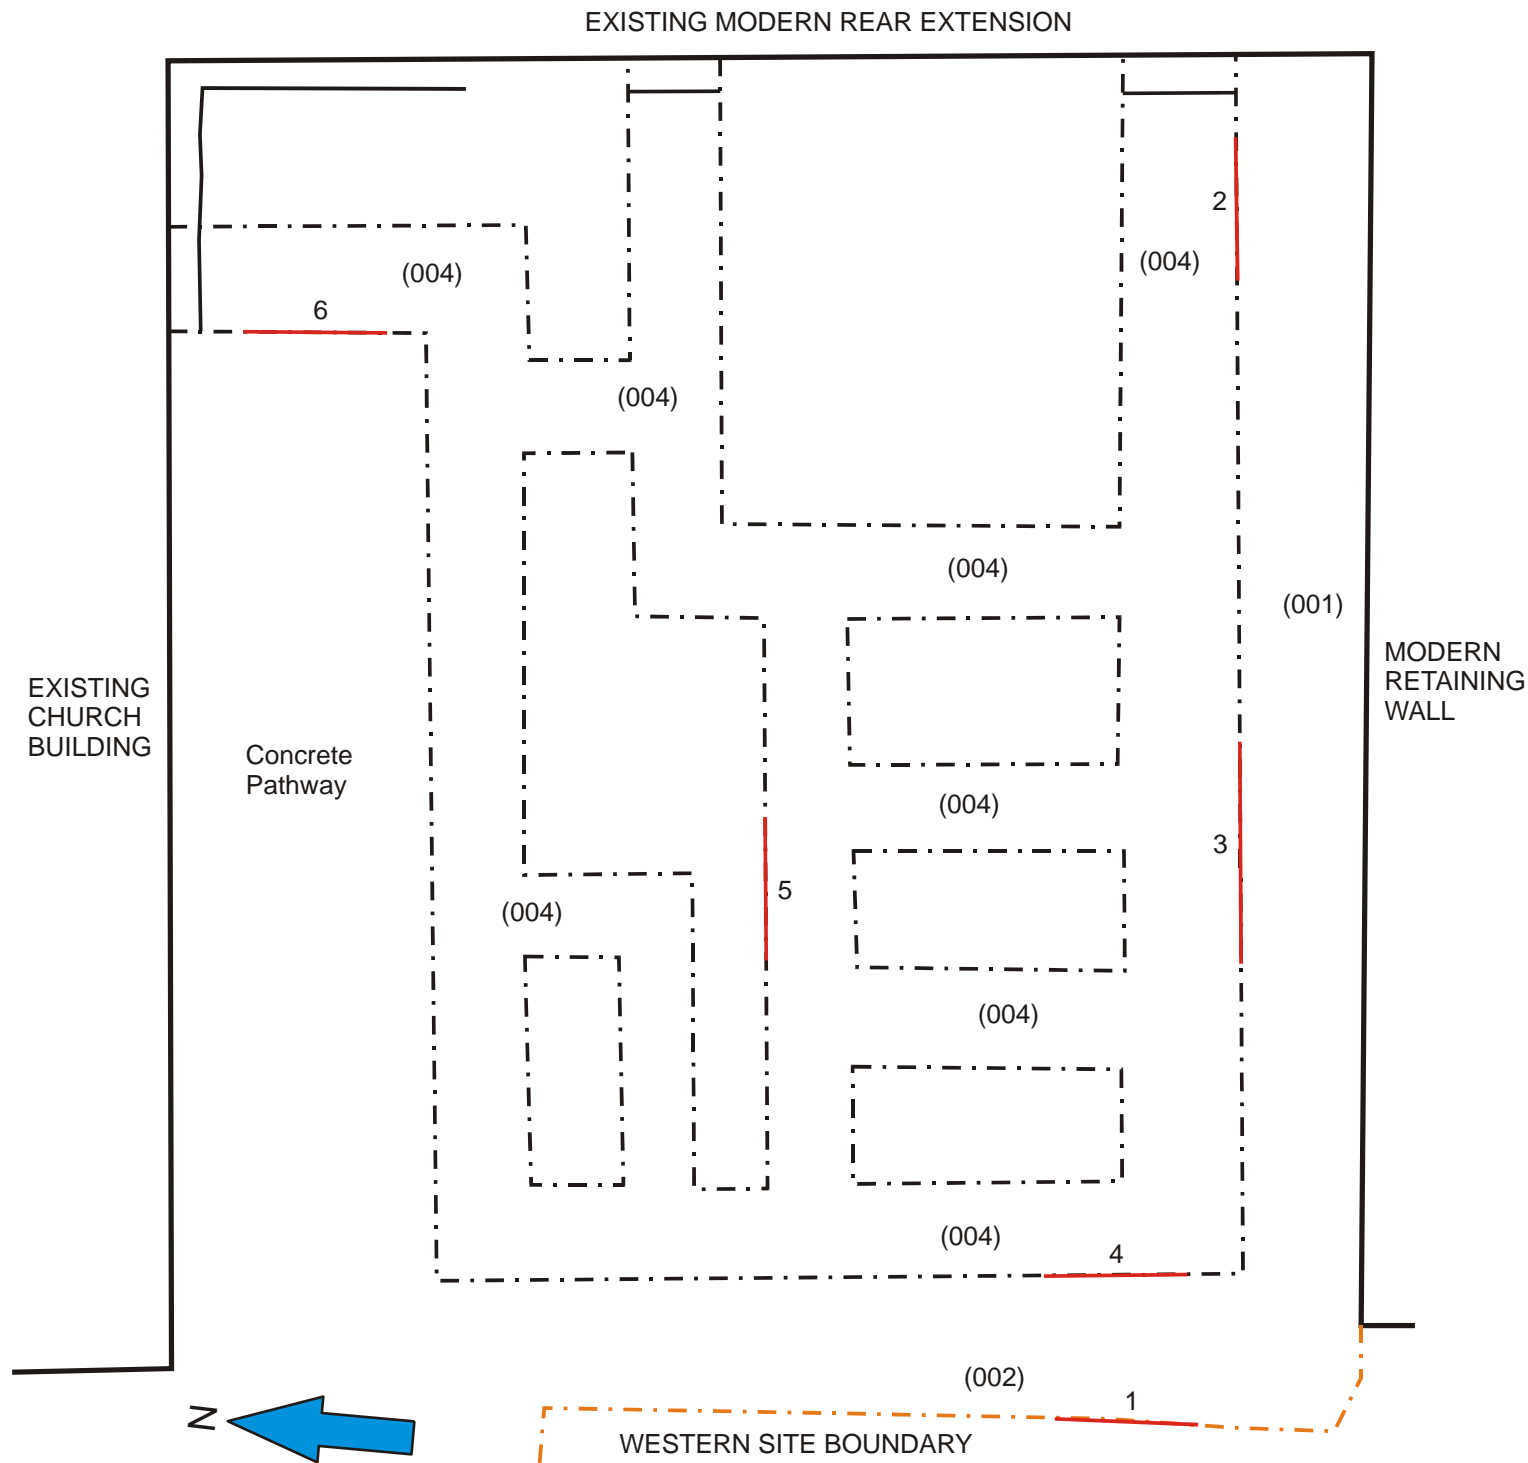 EXISTING MODERN REAR EXTENSION
2
(004)
(004)
6
(004)
(004)
(001)
MODERN
RETAINING
WALL
EXISTING
CHURCH
BUILDING
Concrete
Pathway
(004)
3
5
(004)
(004)
(004)
4
(002)
1
N
WESTERN SITE BOUNDARY